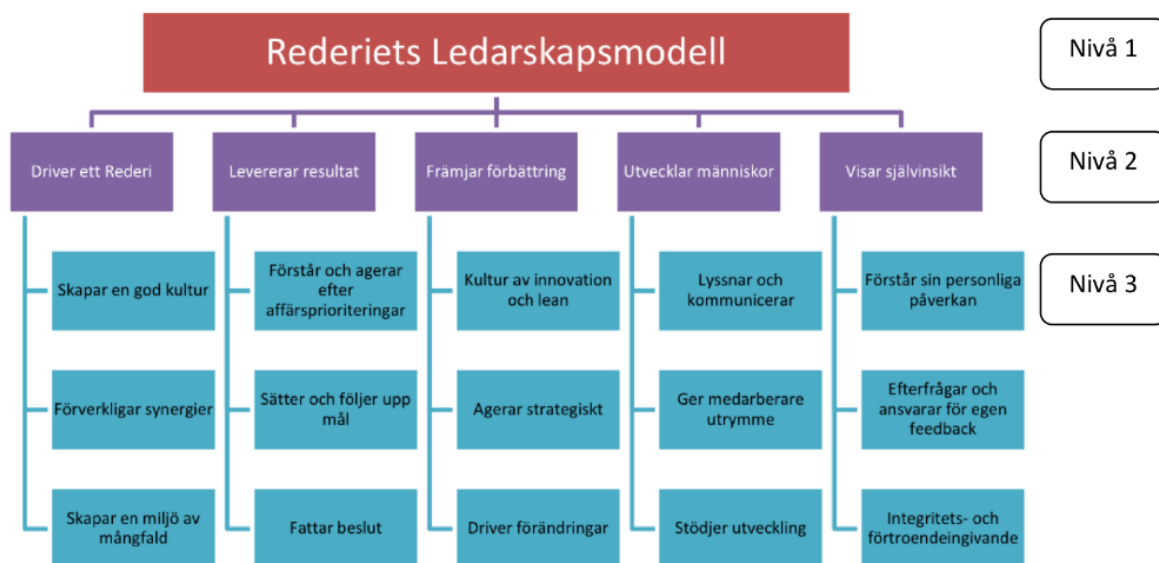 Rederiets Ledarskapsmodell
Nivå 1
Driver ett Rederi
Levererar resultat
Främjar förbättring
Utvecklar människor
Visar självinsikt
Nivå 2
Skapar en god kultur
Förstår och agerar
efter
affärsprioriteringar
Kultur av innovation
och lean
Lyssnar och
kommunicerar
Förstår sin personliga
påverkan
Nivå 3
Förverkligar synergier
Sätter och följer upp
mål
Agerar strategiskt
Ger medarberare
utrymme
Efterfrågar och
ansvarar för egen
feedback
Skapar en miljö av
mångfald
Fattar beslut
Driver förändringar
Stödjer utveckling
Integritets- och
förtroendeingivande